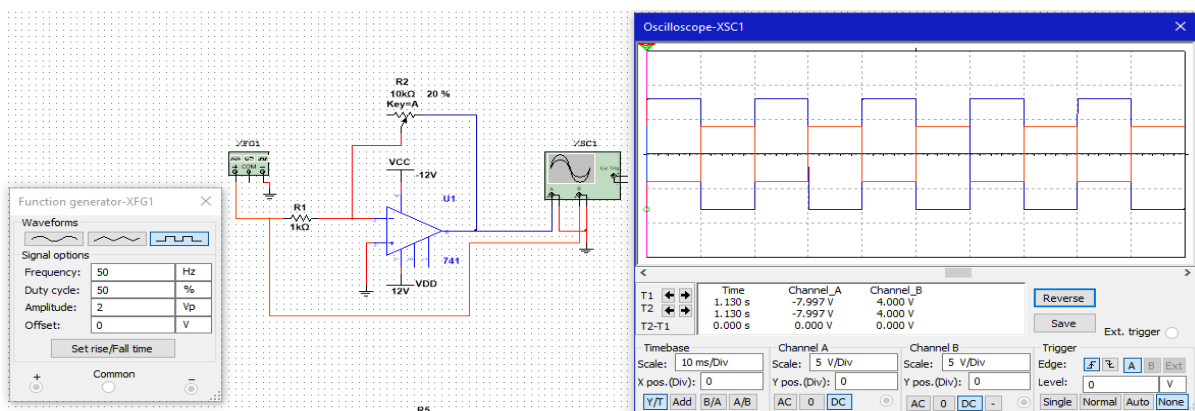 R2
10kΩ 20 %
Key=A
XFG1
COM
VCC
-12V
U1
R1
1kΩ
741
VDD
12V
XSC1
Ext Trig
A B
R5
Function generator-XFG1
Waveforms
Signal options
Frequency: 50 Hz
Duty cycle: 50 %
Amplitude: 2 Vp
Offset: 0 V
Set rise/Fall time
+ Common −
Oscilloscope-XSC1
Time Channel_A Channel_B
T1 1.130 s -7.997 V 4.000 V
T2 1.130 s -7.997 V 4.000 V
T2-T1 0.000 s 0.000 V 0.000 V
Reverse
Save
Ext. trigger
Timebase
Scale: 10 ms/Div
X pos.(Div): 0
Y/T Add B/A A/B
Channel A
Scale: 5 V/Div
Y pos.(Div): 0
AC 0 DC
Channel B
Scale: 5 V/Div
Y pos.(Div): 0
AC 0 DC -
Trigger
Edge: A B Ext
Level: 0 V
Single Normal Auto None